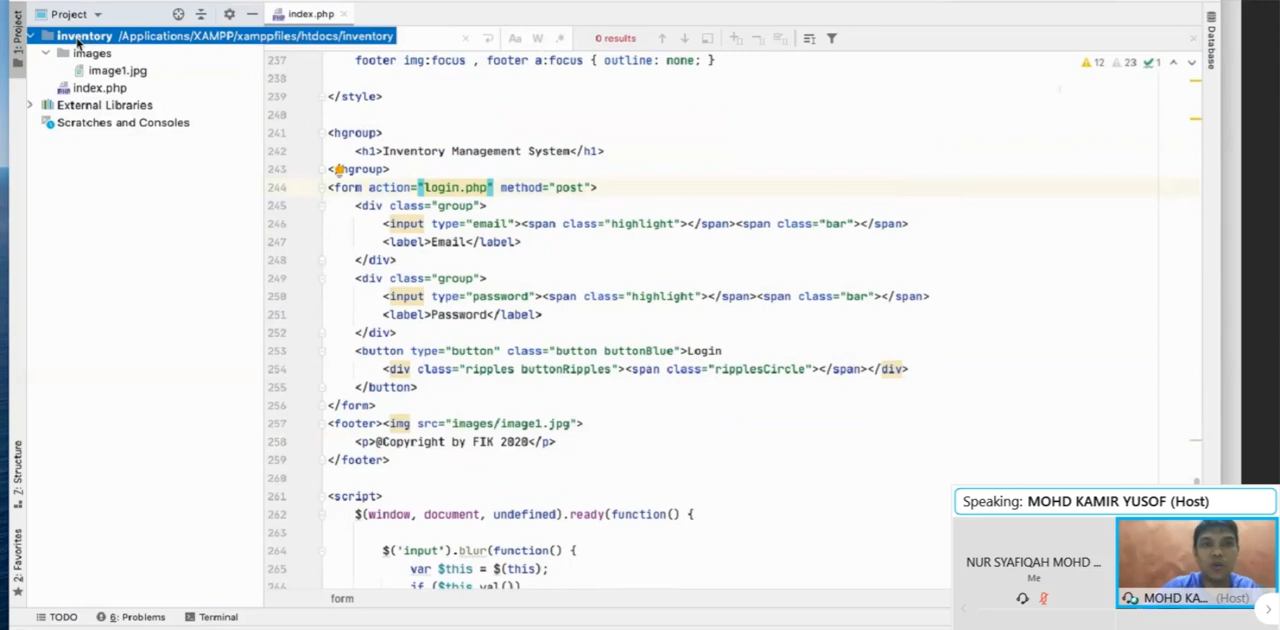 Project
index.php
inventory /Applications/XAMPP/xamppfiles/htdocs/inventory
images
image1.jpg
index.php
External Libraries
Scratches and Consoles
1: Project
7: Structure
2: Favorites
Database
Aa W .*
0 results
12 23 1
237 footer img:focus , footer a:focus { outline: none; }
238
239 </style>
240
241 <hgroup>
242 <h1>Inventory Management System</h1>
243 </hgroup>
244 <form action="login.php" method="post">
245 <div class="group">
246 <input type="email"><span class="highlight"></span><span class="bar"></span>
247 <label>Email</label>
248 </div>
249 <div class="group">
250 <input type="password"><span class="highlight"></span><span class="bar"></span>
251 <label>Password</label>
252 </div>
253 <button type="button" class="button buttonBlue">Login
254 <div class="ripples buttonRipples"><span class="ripplesCircle"></span></div>
255 </button>
256 </form>
257 <footer><img src="images/image1.jpg">
258 <p>@Copyright by FIK 2020</p>
259 </footer>
260
261 <script>
262 $(window, document, undefined).ready(function() {
263
264 $('input').blur(function() {
265 var $this = $(this);
266 if ($this.val())
form
TODO
6: Problems
Terminal
Speaking: MOHD KAMIR YUSOF (Host)
NUR SYAFIQAH MOHD ...
Me
MOHD KA... (Host)